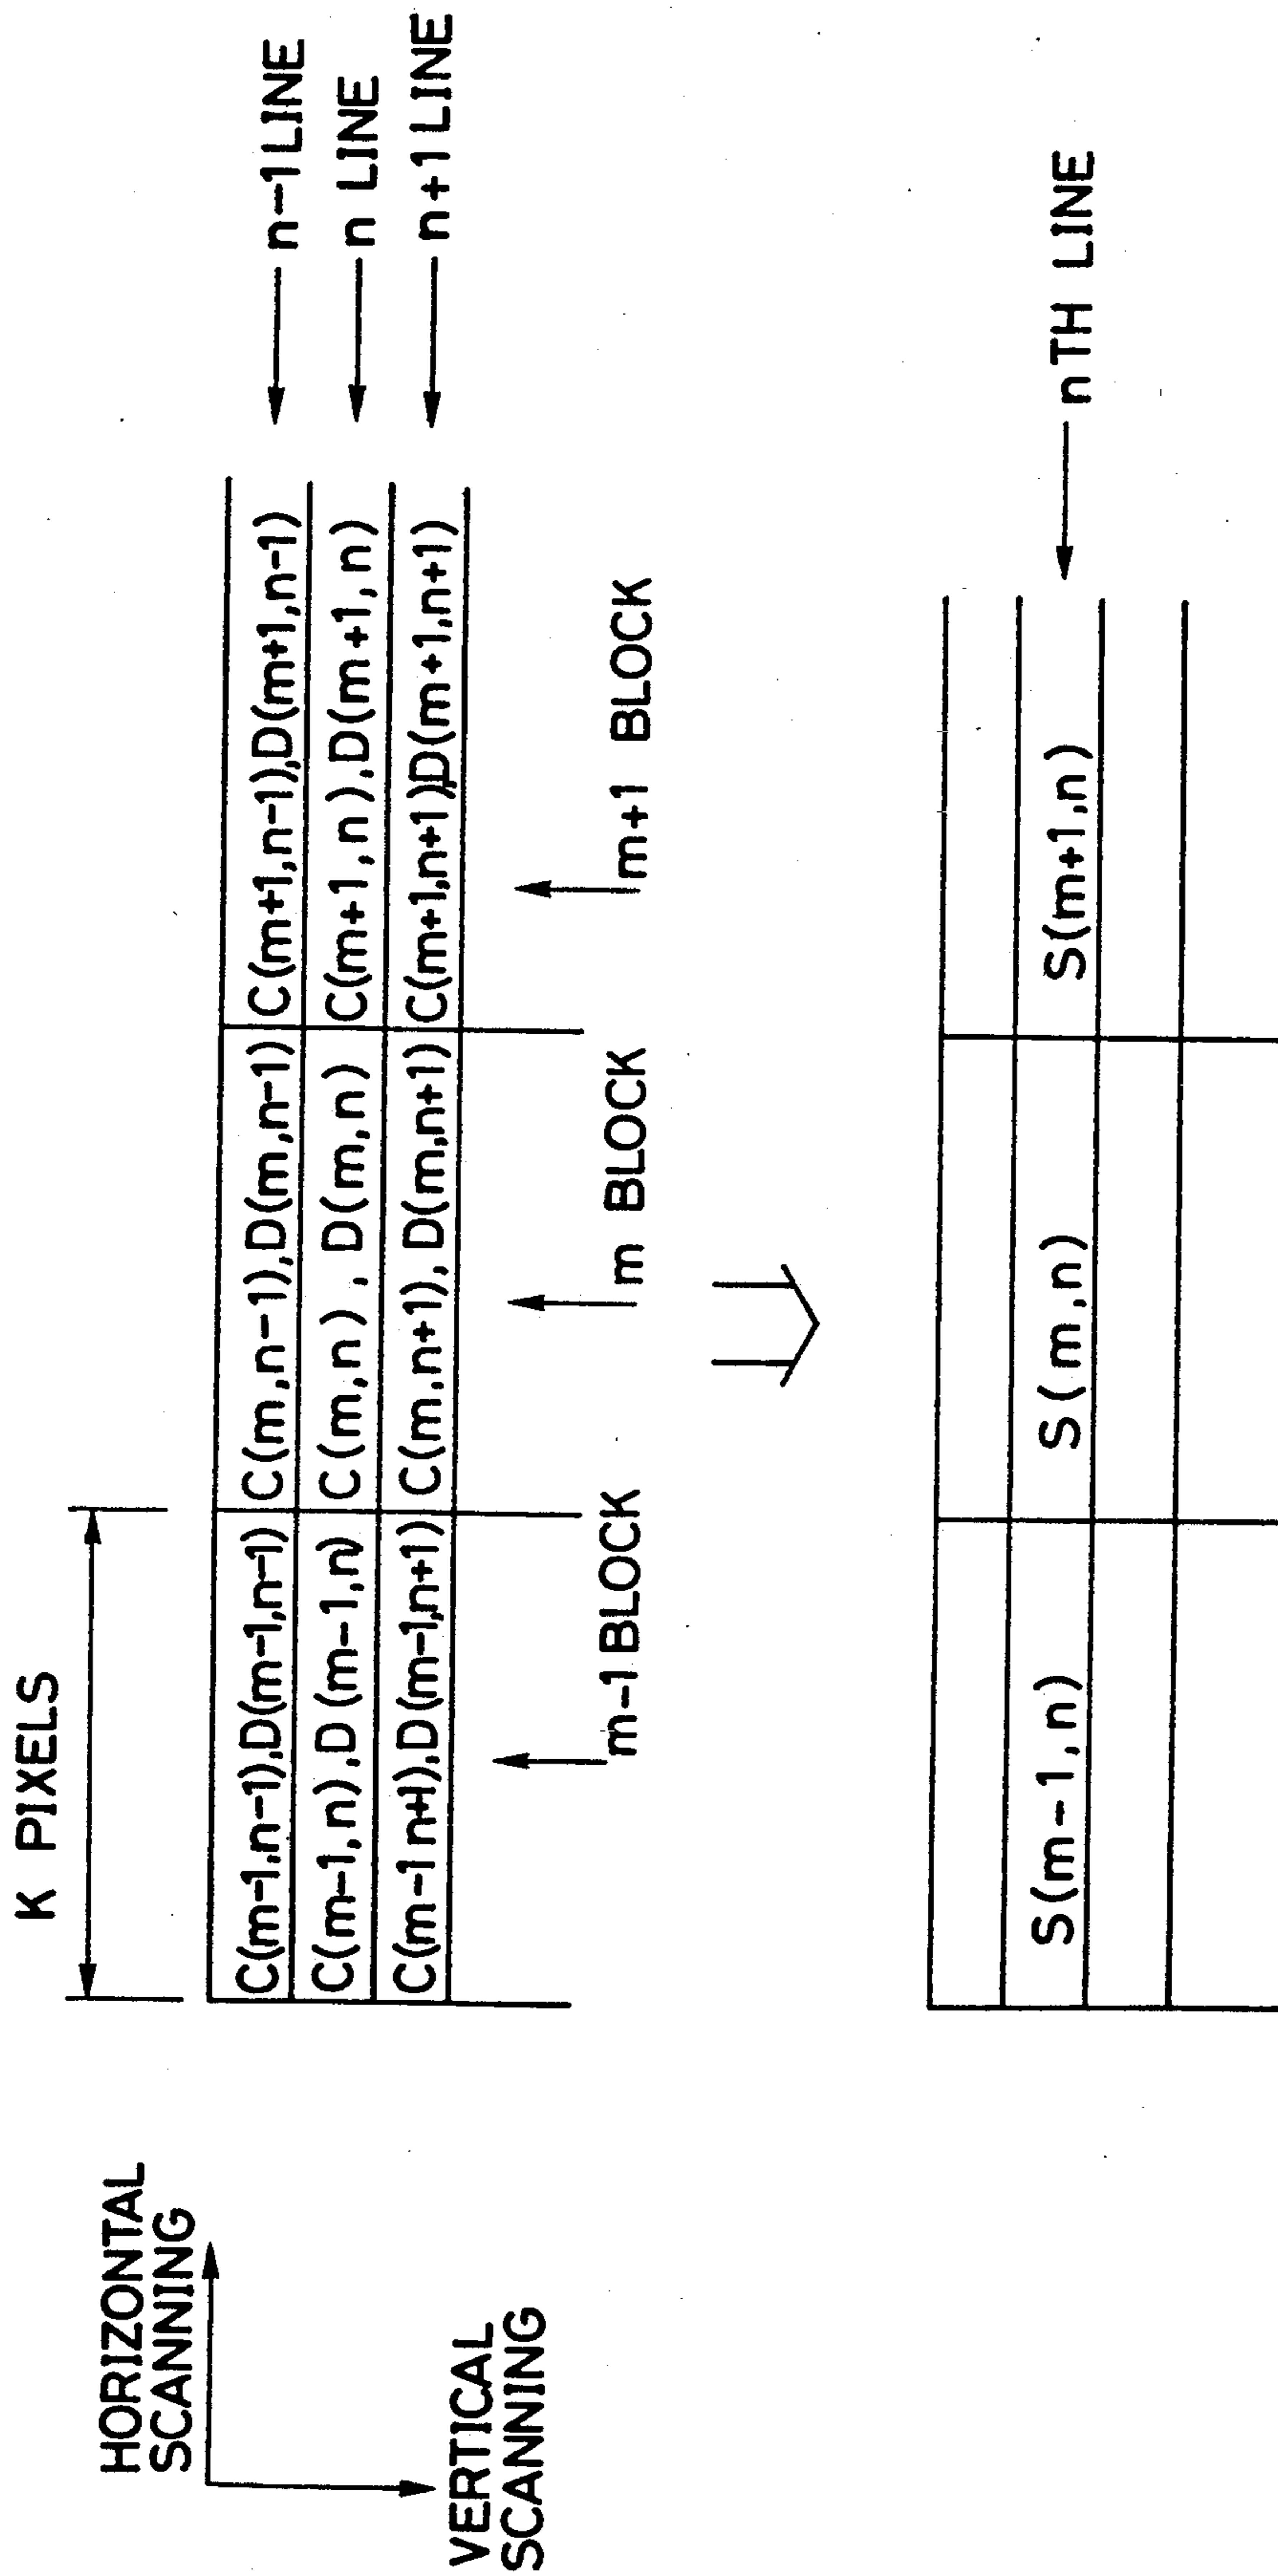 HORIZONTAL
SCANNING
VERTICAL
SCANNING
K PIXELS
C(m-1,n-1),D(m-1,n-1) C(m,n-1),D(m,n-1) C(m+1,n-1),D(m+1,n-1)
n-1 LINE
C(m-1,n),D(m-1,n) C(m,n),D(m,n) C(m+1,n),D(m+1,n)
n LINE
C(m-1 n+1),D(m-1,n+1) C(m,n+1),D(m,n+1) C(m+1,n+1),D(m+1,n+1)
n+1 LINE
m-1 BLOCK
m BLOCK
m+1 BLOCK
S(m-1,n) S(m,n) S(m+1,n)
nTH LINE